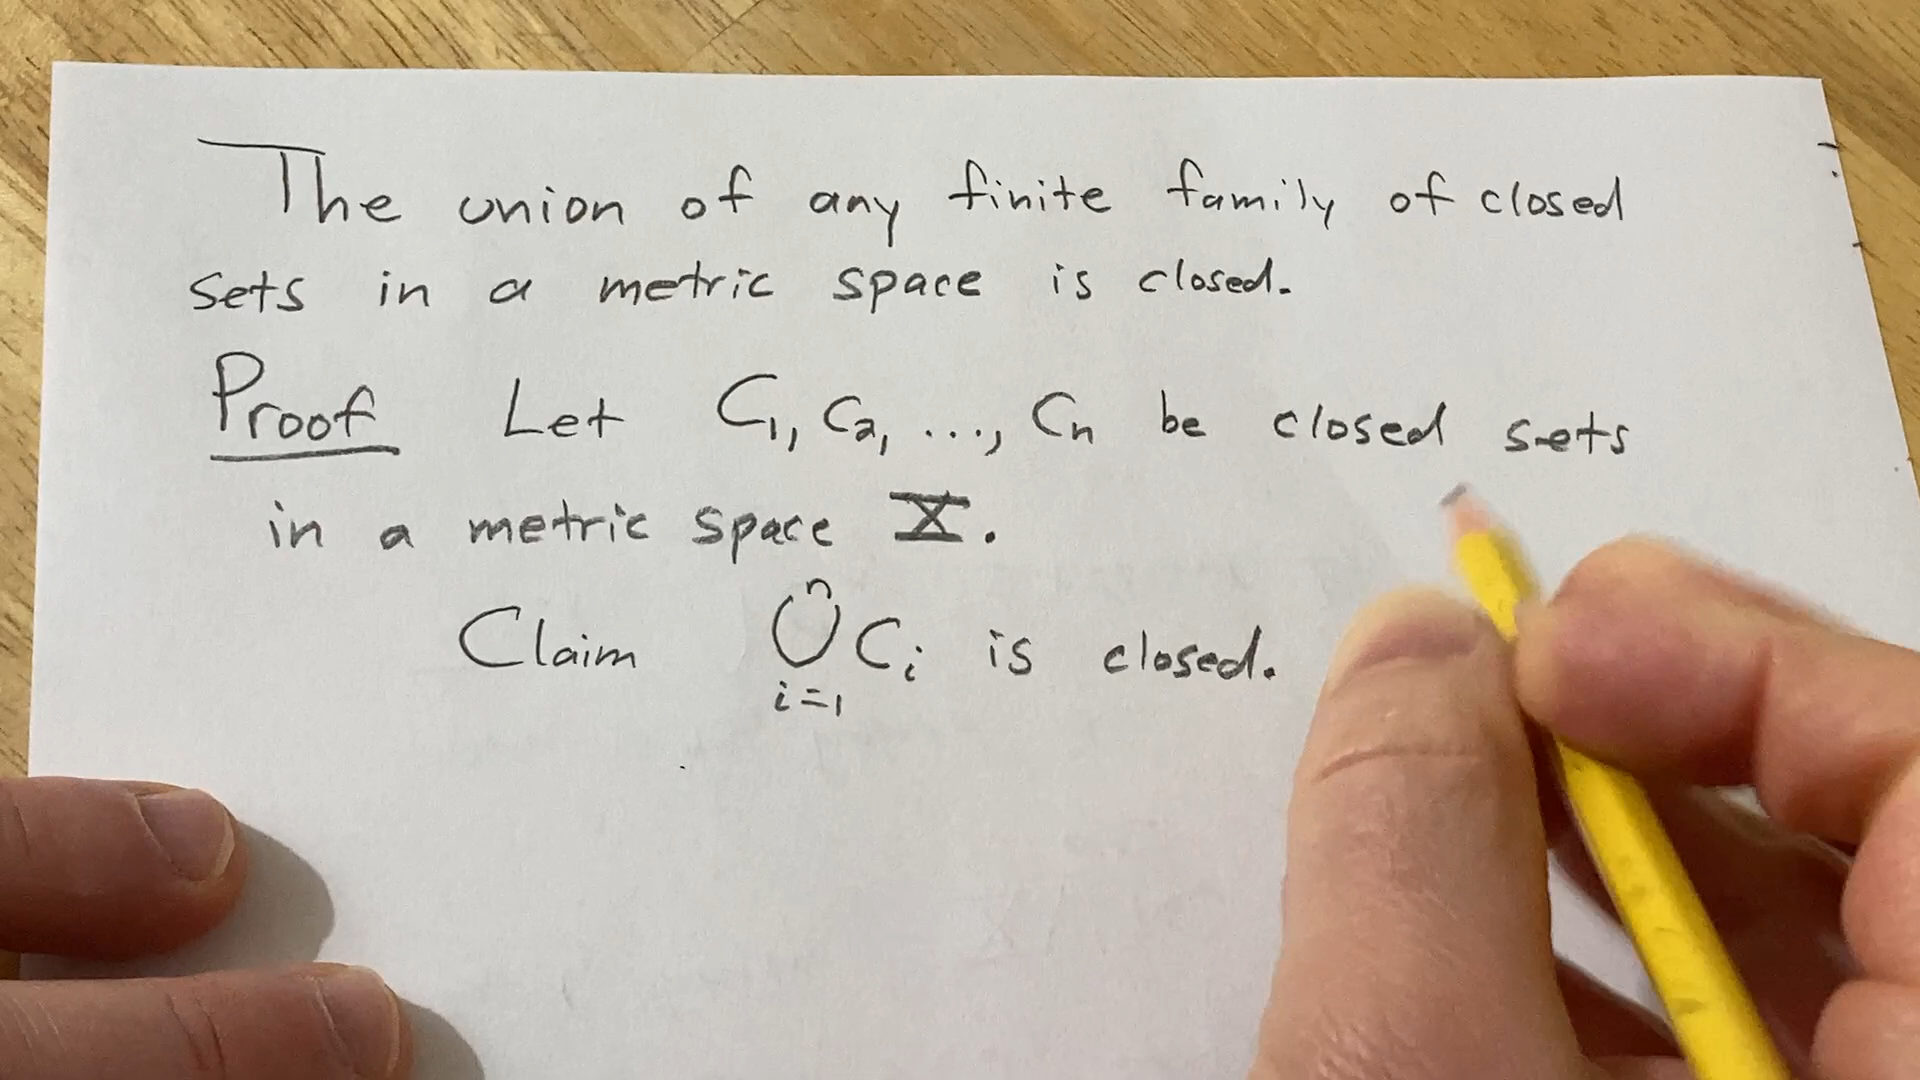 The union of any finite family of closed
sets in a metric space is closed.
Proof Let C₁, C₂, ..., Cₙ be closed sets
in a metric space X.
Claim ⋃ⁿᵢ₌₁ Cᵢ is closed.